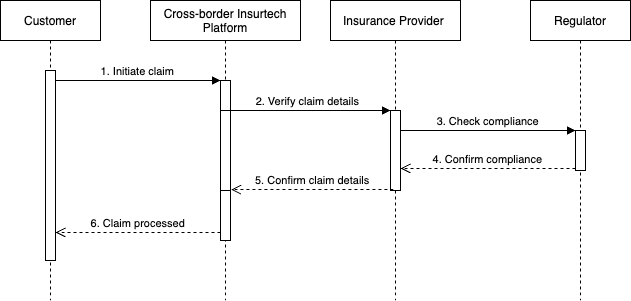 Customer
Cross-border Insurtech
Platform
Insurance Provider
Regulator
1. Initiate claim
2. Verify claim details
3. Check compliance
4. Confirm compliance
5. Confirm claim details
6. Claim processed